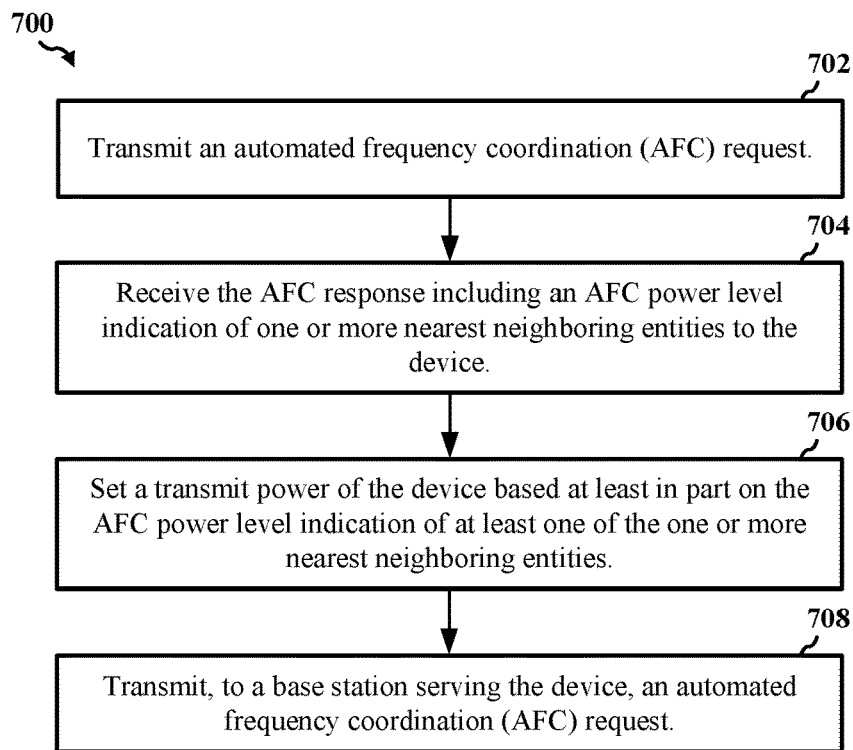 700
702
Transmit an automated frequency coordination (AFC) request.
704
Receive the AFC response including an AFC power level
indication of one or more nearest neighboring entities to the
device.
706
Set a transmit power of the device based at least in part on the
AFC power level indication of at least one of the one or more
nearest neighboring entities.
708
Transmit, to a base station serving the device, an automated
frequency coordination (AFC) request.